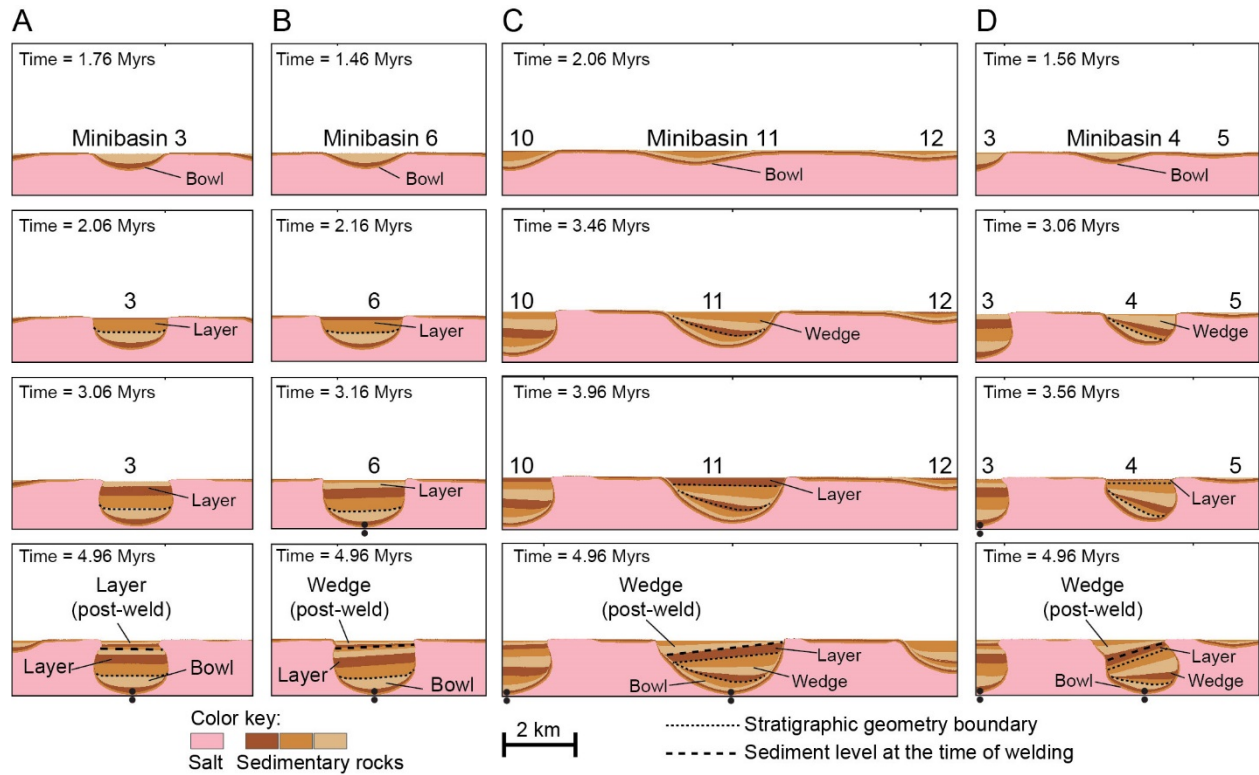 A
B
C
D
Time = 1.76 Myrs
Minibasin 3
Bowl
Time = 1.46 Myrs
Minibasin 6
Bowl
Time = 2.06 Myrs
10
Minibasin 11
12
Bowl
Time = 1.56 Myrs
3
Minibasin 4
5
Bowl
Time = 2.06 Myrs
3
Layer
Time = 2.16 Myrs
6
Layer
Time = 3.46 Myrs
10
11
12
Wedge
Time = 3.06 Myrs
3
4
5
Wedge
Time = 3.06 Myrs
3
Layer
Time = 3.16 Myrs
6
Layer
Time = 3.96 Myrs
10
11
12
Layer
Time = 3.56 Myrs
3
4
5
Layer
Time = 4.96 Myrs
Layer
(post-weld)
Layer
Bowl
Time = 4.96 Myrs
Wedge
(post-weld)
Layer
Bowl
Time = 4.96 Myrs
Wedge
(post-weld)
Layer
Bowl
Wedge
Time = 4.96 Myrs
Wedge
(post-weld)
Layer
Bowl
Wedge
Color key:
Salt Sedimentary rocks
2 km
Stratigraphic geometry boundary
Sediment level at the time of welding